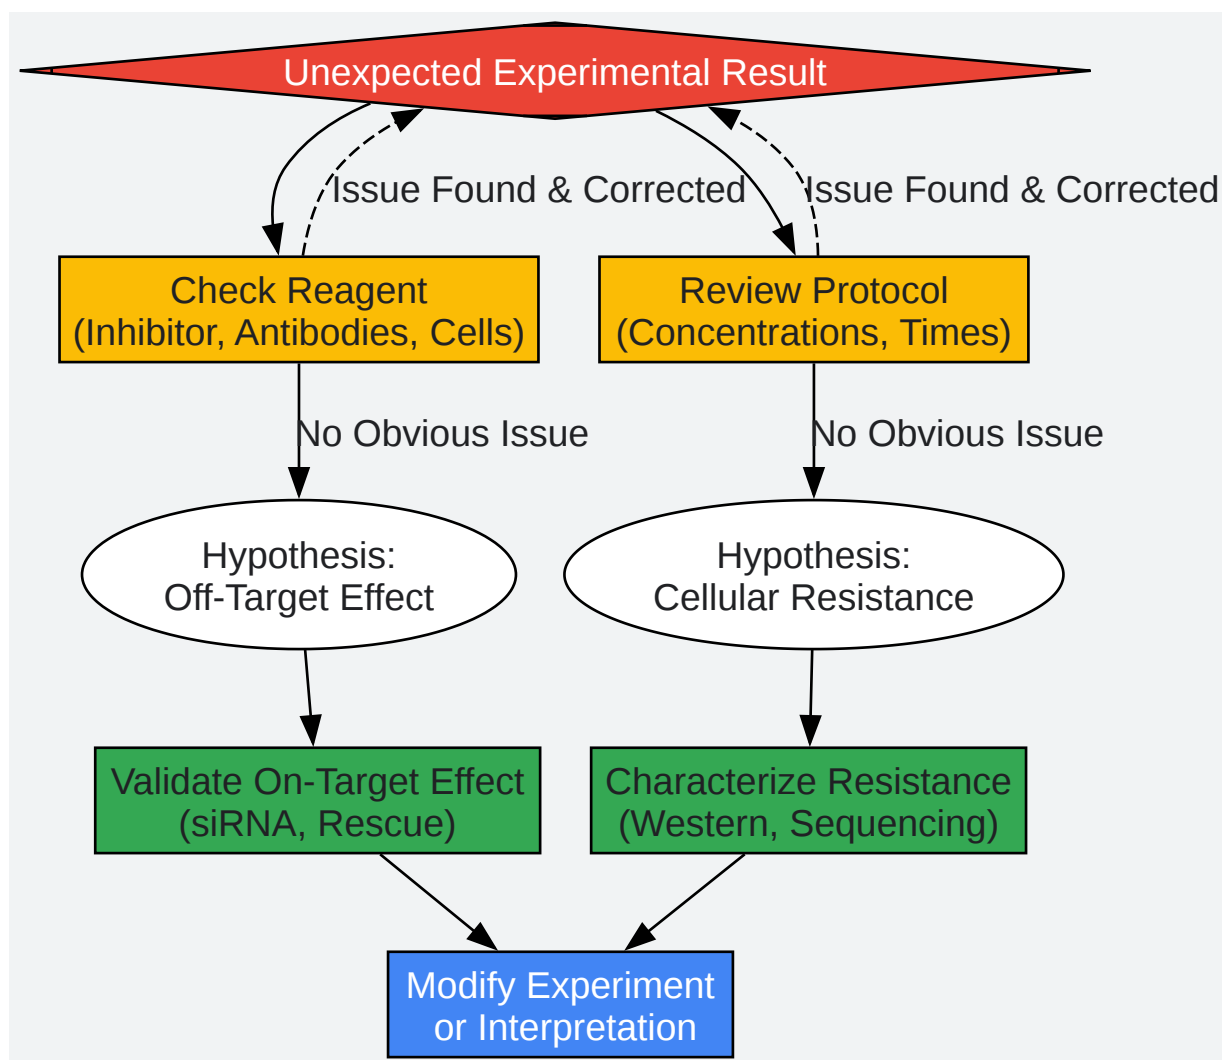 Unexpected Experimental Result
Issue Found & Corrected
Issue Found & Corrected
Check Reagent
(Inhibitor, Antibodies, Cells)
Review Protocol
(Concentrations, Times)
No Obvious Issue
No Obvious Issue
Hypothesis:
Off-Target Effect
Hypothesis:
Cellular Resistance
Validate On-Target Effect
(siRNA, Rescue)
Characterize Resistance
(Western, Sequencing)
Modify Experiment
or Interpretation